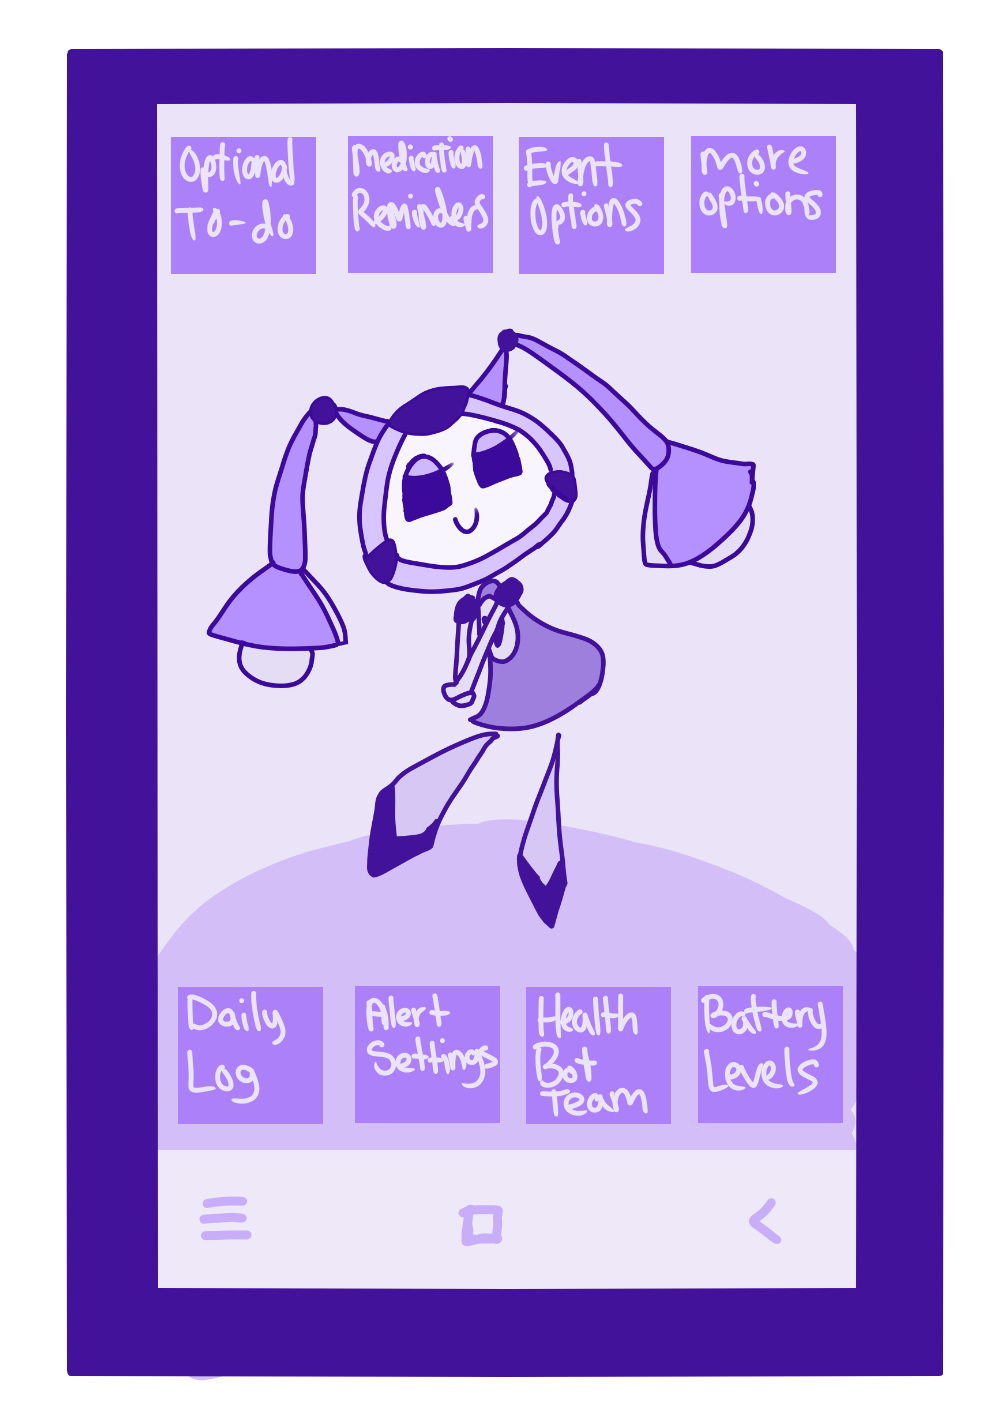 Optional
To-do
Medication
Reminders
Event
Options
more
options
Daily
Log
Alert
Settings
Health
Bot
Team
Battery
Levels